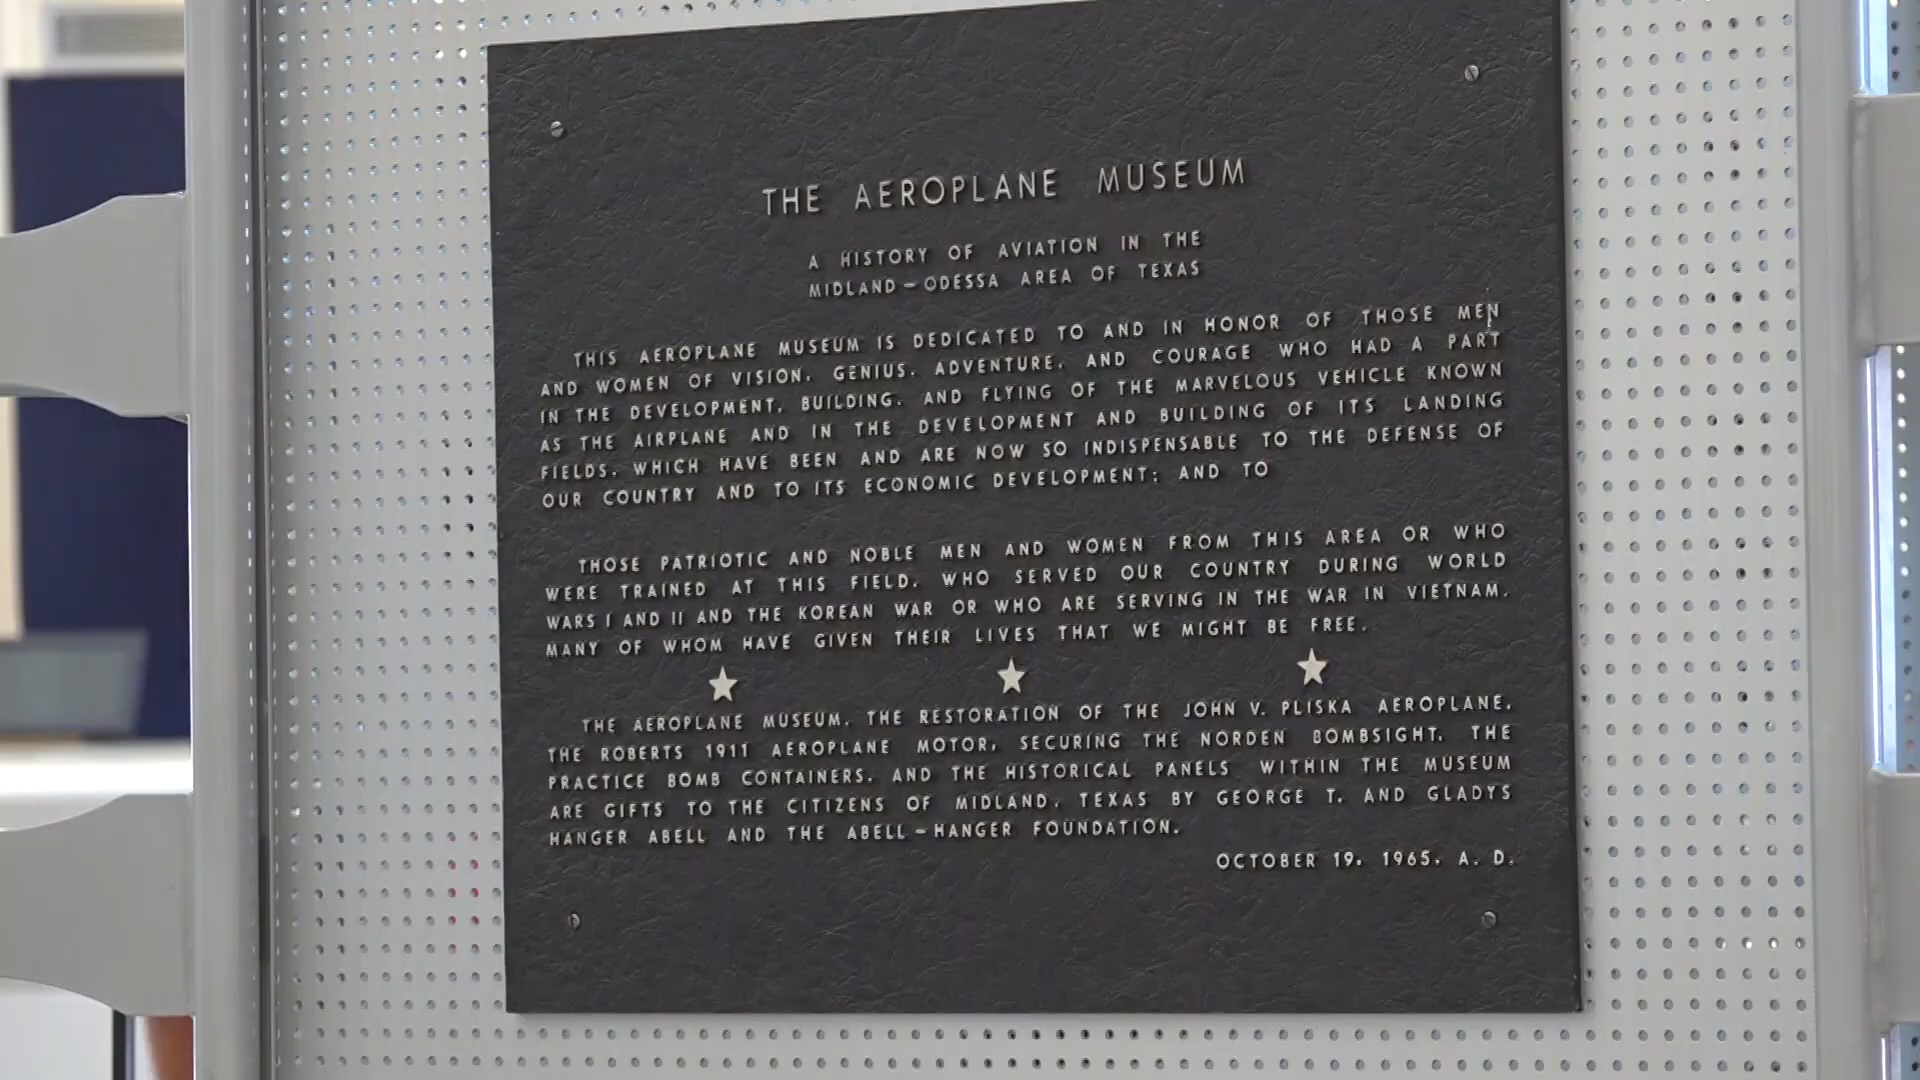 THE AEROPLANE MUSEUM
A HISTORY OF AVIATION IN THE
MIDLAND-ODESSA AREA OF TEXAS
THIS AEROPLANE MUSEUM IS DEDICATED TO AND IN HONOR OF THOSE MEN
AND WOMEN OF VISION, GENIUS, ADVENTURE, AND COURAGE WHO HAD A PART
IN THE DEVELOPMENT, BUILDING, AND FLYING OF THE MARVELOUS VEHICLE KNOWN
AS THE AIRPLANE AND IN THE DEVELOPMENT AND BUILDING OF ITS LANDING
FIELDS, WHICH HAVE BEEN AND ARE NOW SO INDISPENSABLE TO THE DEFENSE OF
OUR COUNTRY AND TO ITS ECONOMIC DEVELOPMENT; AND TO
THOSE PATRIOTIC AND NOBLE MEN AND WOMEN FROM THIS AREA OR WHO
WERE TRAINED AT THIS FIELD, WHO SERVED OUR COUNTRY DURING WORLD
WARS I AND II AND THE KOREAN WAR OR WHO ARE SERVING IN THE WAR IN VIETNAM,
MANY OF WHOM HAVE GIVEN THEIR LIVES THAT WE MIGHT BE FREE.
THE AEROPLANE MUSEUM, THE RESTORATION OF THE JOHN V. PLISKA AEROPLANE,
THE ROBERTS 1911 AEROPLANE MOTOR, SECURING THE NORDEN BOMBSIGHT, THE
PRACTICE BOMB CONTAINERS, AND THE HISTORICAL PANELS WITHIN THE MUSEUM
ARE GIFTS TO THE CITIZENS OF MIDLAND, TEXAS BY GEORGE T. AND GLADYS
HANGER ABELL AND THE ABELL-HANGER FOUNDATION.
OCTOBER 19, 1965, A. D.